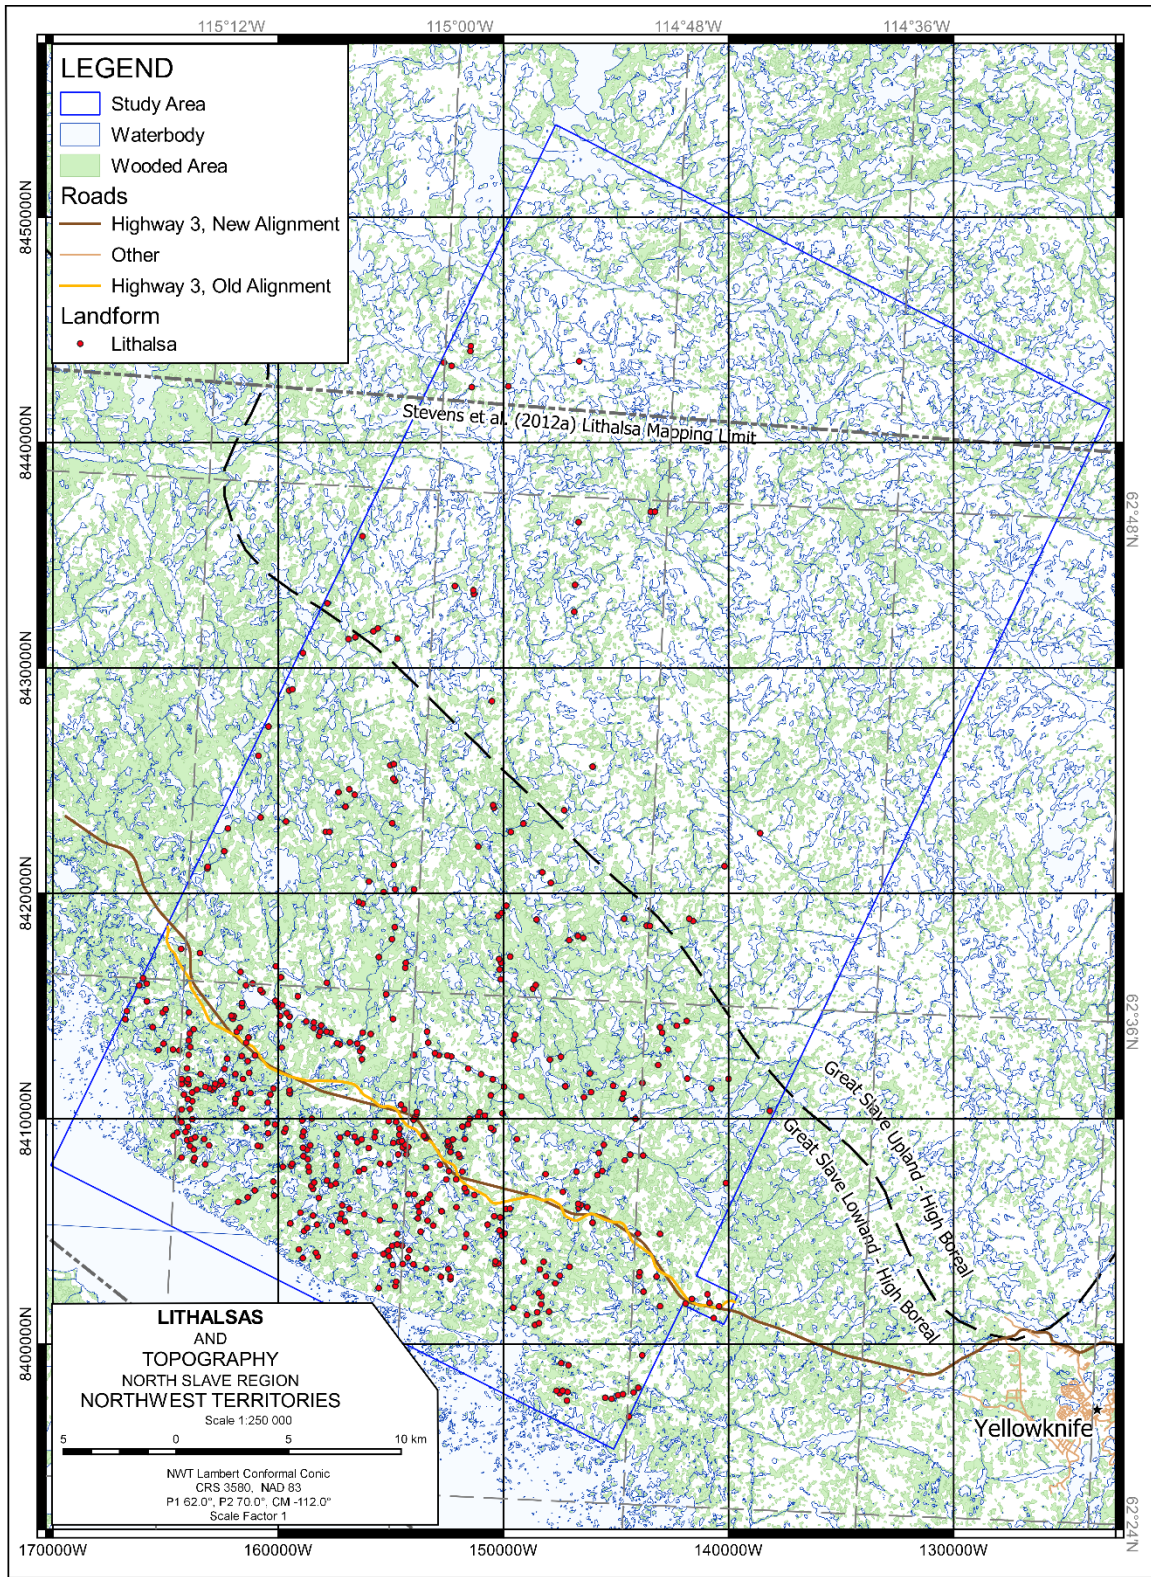 115°12'W 115°00'W 114°48'W 114°36'W
LEGEND
Study Area
Waterbody
Wooded Area
Roads
Highway 3, New Alignment
Other
Highway 3, Old Alignment
Landform
Lithalsa
8450000N
8440000N
8430000N
8420000N
8410000N
8400000N
62°48'N
62°36'N
62°24'N
Stevens et al. (2012a) Lithalsa Mapping Limit
Great Slave Upland - High Boreal
Great Slave Lowland - High Boreal
Yellowknife
LITHALSAS
AND
TOPOGRAPHY
NORTH SLAVE REGION
NORTHWEST TERRITORIES
Scale 1:250 000
5 0 5 10 km
NWT Lambert Conformal Conic
CRS 3580, NAD 83
P1 62.0°, P2 70.0°, CM -112.0°
Scale Factor 1
170000W 160000W 150000W 140000W 130000W